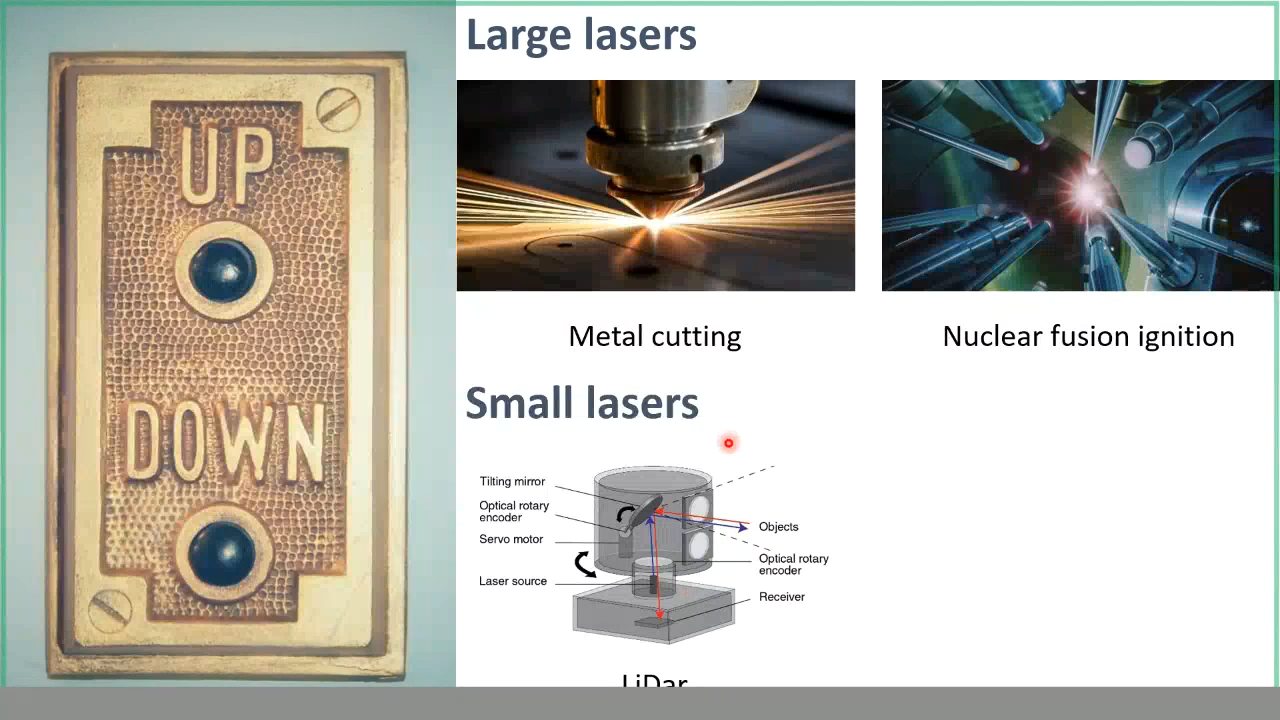 UP
DOWN
Large lasers
Metal cutting
Nuclear fusion ignition
Small lasers
Tilting mirror
Optical rotary
encoder
Servo motor
Laser source
Objects
Optical rotary
encoder
Receiver
LiDar